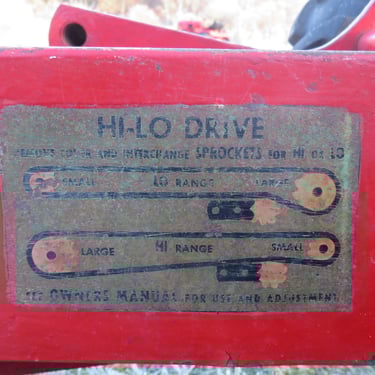 HI-LO DRIVE
REMOVE COVER AND INTERCHANGE SPROCKETS FOR HI OR LO
SMALL LO RANGE LARGE
LARGE HI RANGE SMALL
SEE OWNERS MANUAL FOR USE AND ADJUSTMENT